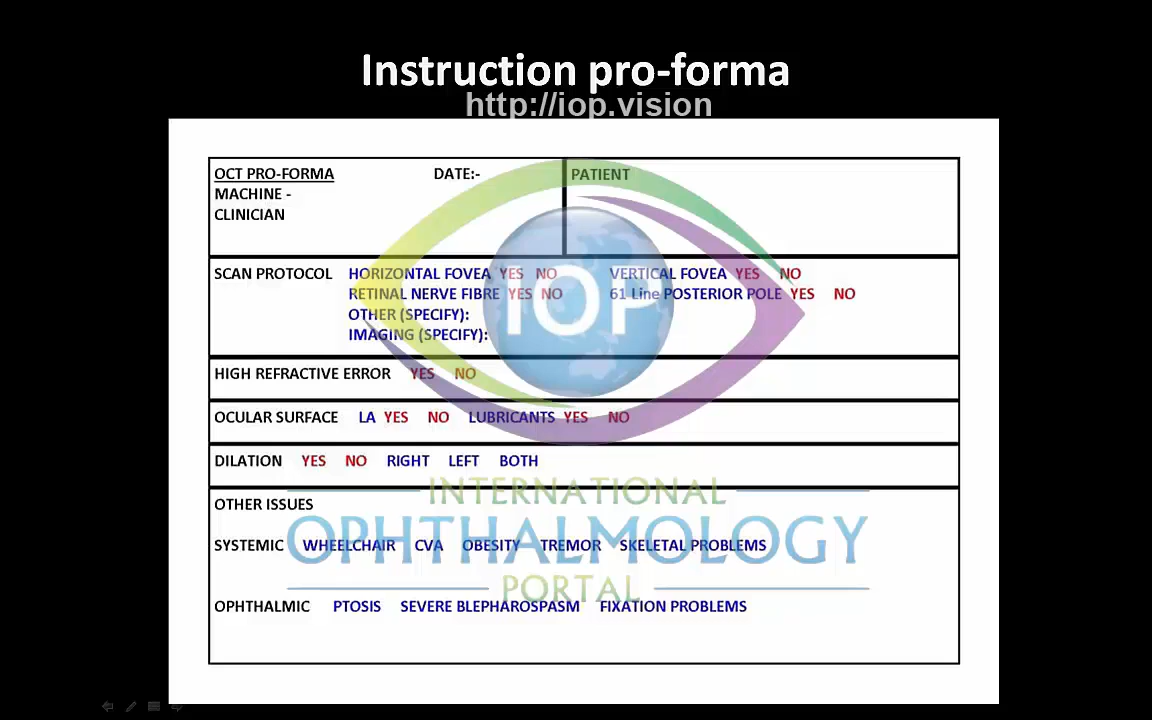 Instruction pro-forma
http://iop.vision
OCT PRO-FORMA DATE:- PATIENT
MACHINE -
CLINICIAN
SCAN PROTOCOL HORIZONTAL FOVEA YES NO VERTICAL FOVEA YES NO
RETINAL NERVE FIBRE YES NO 61 Line POSTERIOR POLE YES NO
OTHER (SPECIFY):
IMAGING (SPECIFY):
IOP
HIGH REFRACTIVE ERROR YES NO
OCULAR SURFACE LA YES NO LUBRICANTS YES NO
DILATION YES NO RIGHT LEFT BOTH
INTERNATIONAL
OTHER ISSUES
OPHTHALMOLOGY
SYSTEMIC WHEELCHAIR CVA OBESITY TREMOR SKELETAL PROBLEMS
PORTAL
OPHTHALMIC PTOSIS SEVERE BLEPHAROSPASM FIXATION PROBLEMS